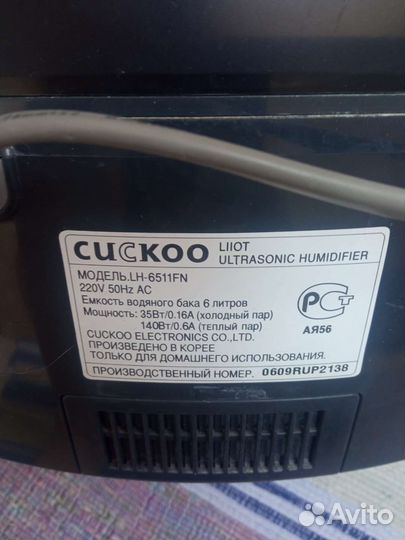 CUCKOO
LIIOT
ULTRASONIC HUMIDIFIER
МОДЕЛЬ.LH-6511FN
220V 50Hz AC
Емкость водяного бака 6 литров
Мощность: 35Вт/0.16А (холодный пар)
140Вт/0.6А (теплый пар)
CUCKOO ELECTRONICS CO.,LTD.
ПРОИЗВЕДЕНО В КОРЕЕ
ТОЛЬКО ДЛЯ ДОМАШНЕГО ИСПОЛЬЗОВАНИЯ.
ПРОИЗВОДСТВЕННЫЙ НОМЕР. 0609RUP2138
РСТ
АЯ56
Avito